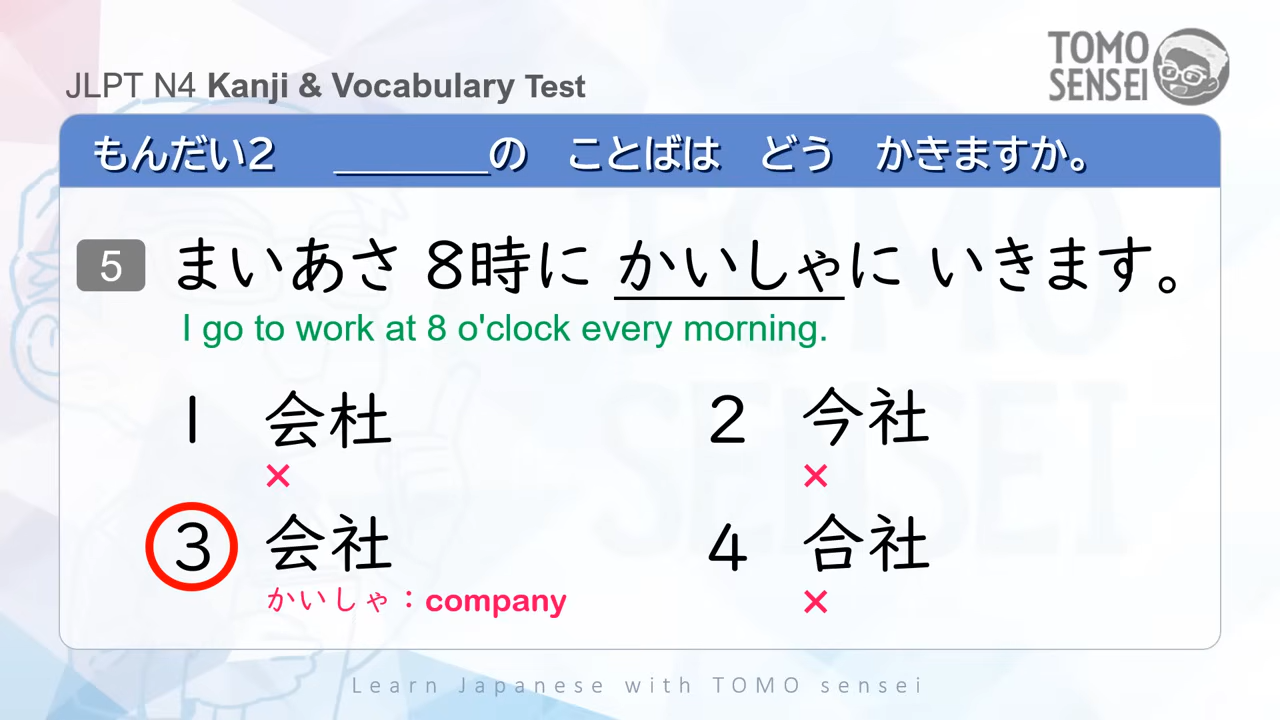 TOMO
SENSEI
JLPT N4 Kanji & Vocabulary Test
もんだい2 ＿＿＿＿の ことばは どう かきますか。
5 まいあさ 8時に かいしゃに いきます。
I go to work at 8 o'clock every morning.
1 会杜 2 今社
× ×
3 会社 4 合社
かいしゃ：company ×
Learn Japanese with TOMO sensei